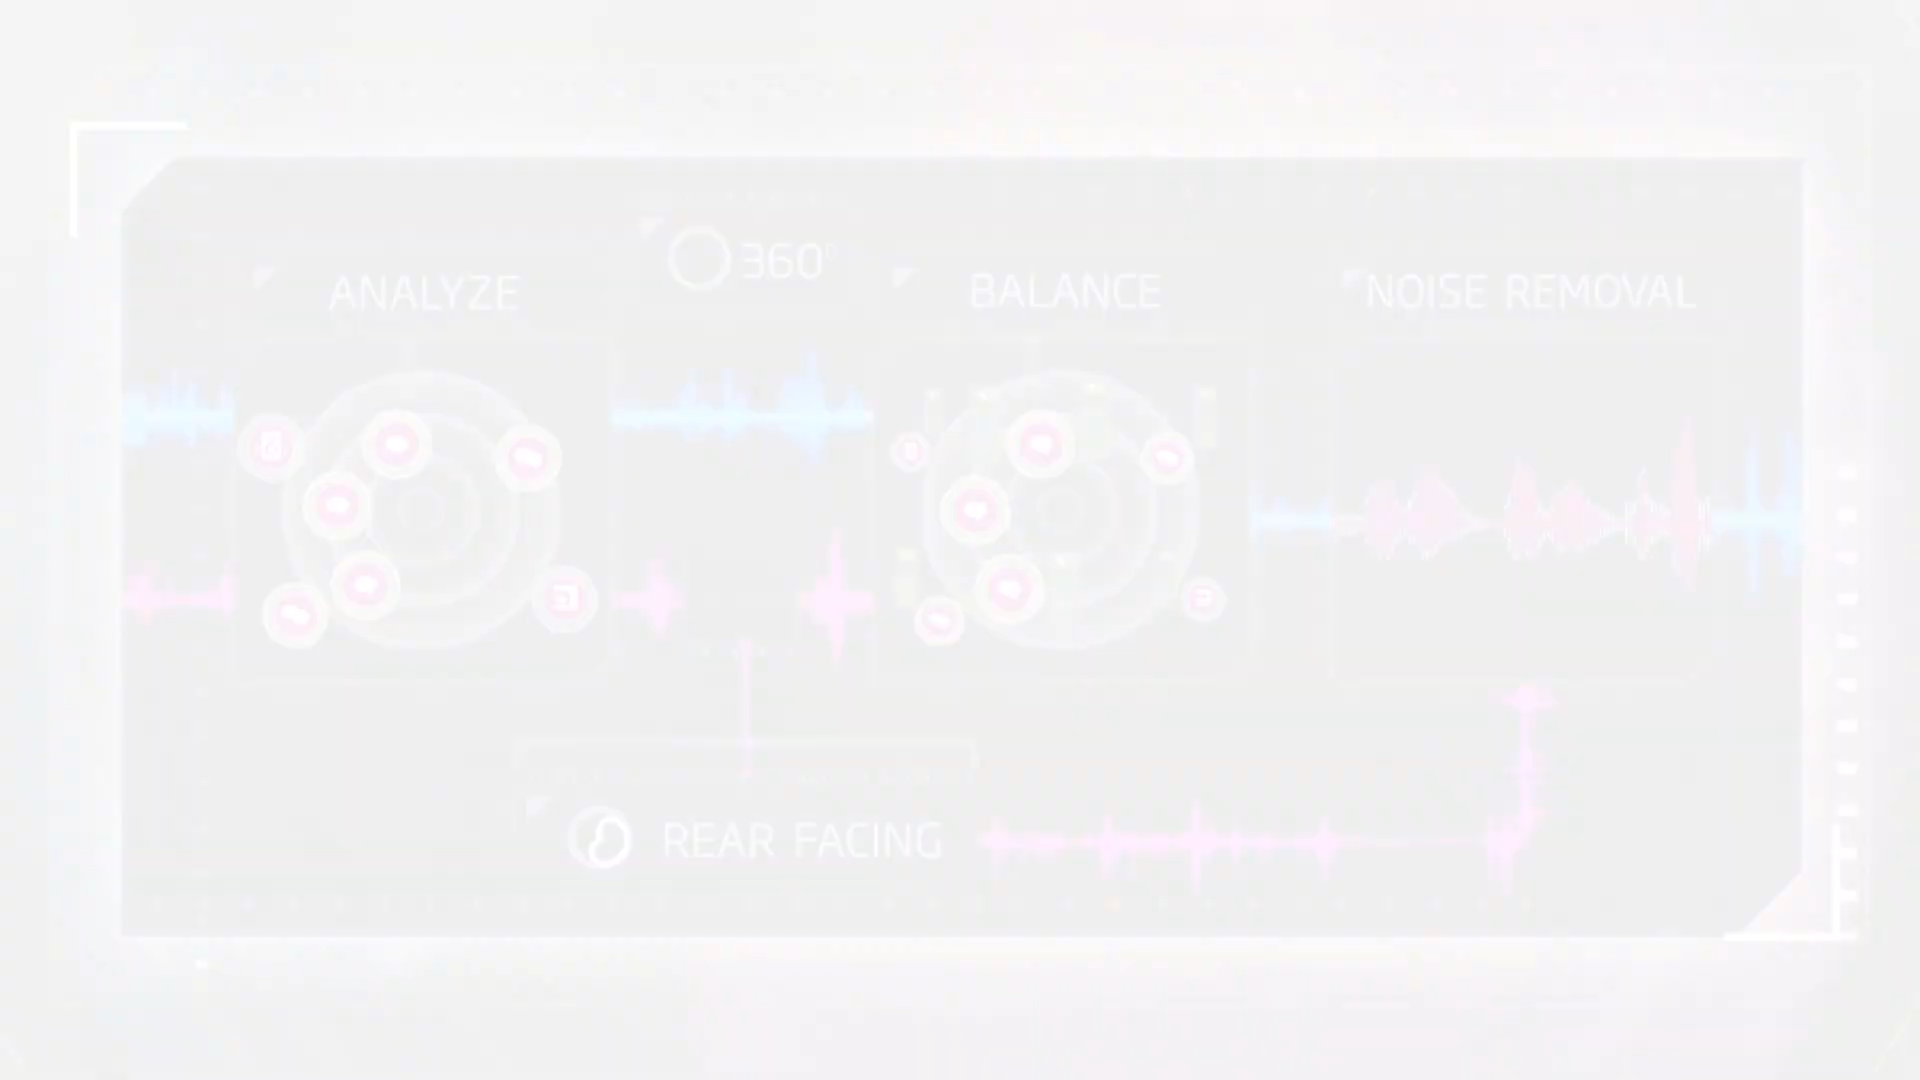 360°
ANALYZE
BALANCE
NOISE REMOVAL
REAR FACING